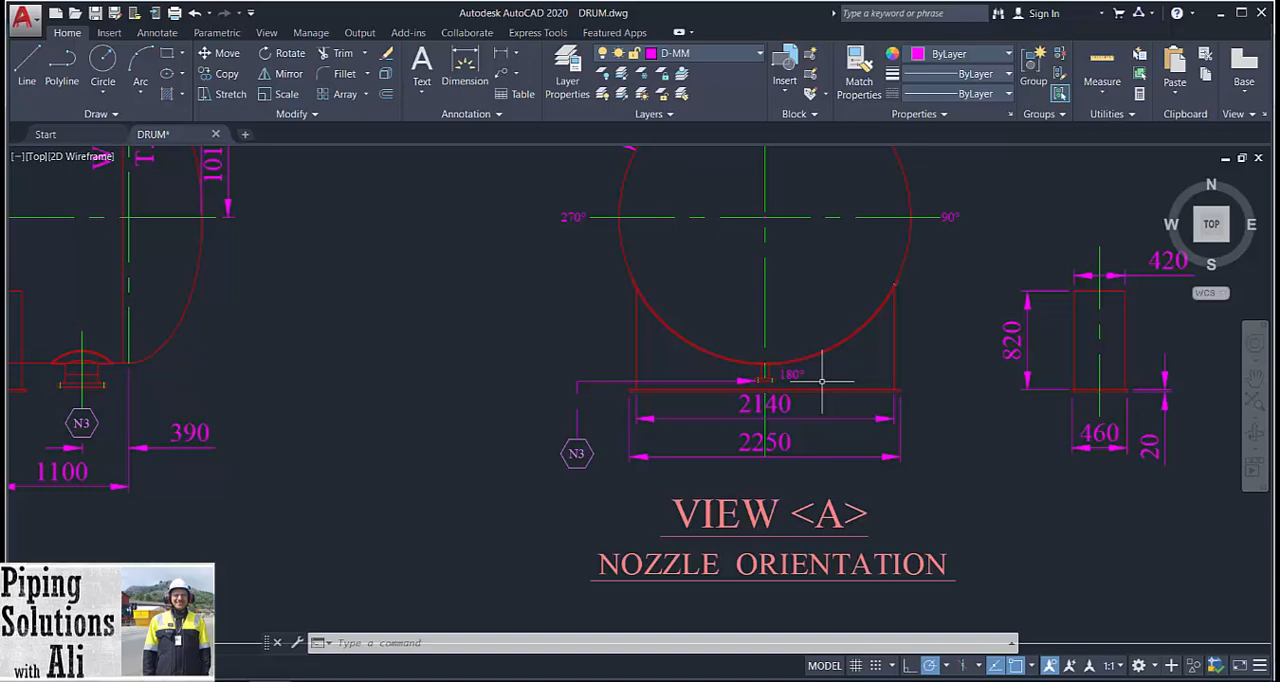 Autodesk AutoCAD 2020 DRUM.dwg
Type a keyword or phrase
Sign In
Home Insert Annotate Parametric View Manage Output Add-ins Collaborate Express Tools Featured Apps
Line Polyline Circle Arc
Move Rotate Trim
Copy Mirror Fillet
Stretch Scale Array
Text Dimension Table
Layer Properties
D-MM
Insert
Match Properties
ByLayer
ByLayer
ByLayer
Group
Measure
Paste
Base
Draw Modify Annotation Layers Block Properties Groups Utilities Clipboard View
Start DRUM*
[−][Top][2D Wireframe]
N
W TOP E
S
WCS
101
270° 90°
420
820
180°
2140
2250
460
20
N3
390
1100
N3
VIEW <A>
NOZZLE ORIENTATION
Piping
Solutions
with Ali
Type a command
MODEL 1:1